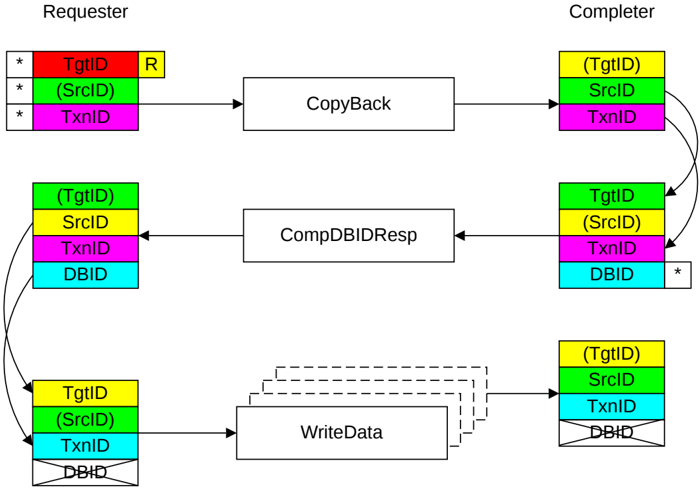 Requester Completer
* TgtID R (TgtID)
* (SrcID) SrcID
* TxnID CopyBack TxnID
(TgtID) TgtID
SrcID (SrcID)
TxnID CompDBIDResp TxnID
DBID DBID *
TgtID (TgtID)
(SrcID) SrcID
TxnID WriteData TxnID
DBID DBID